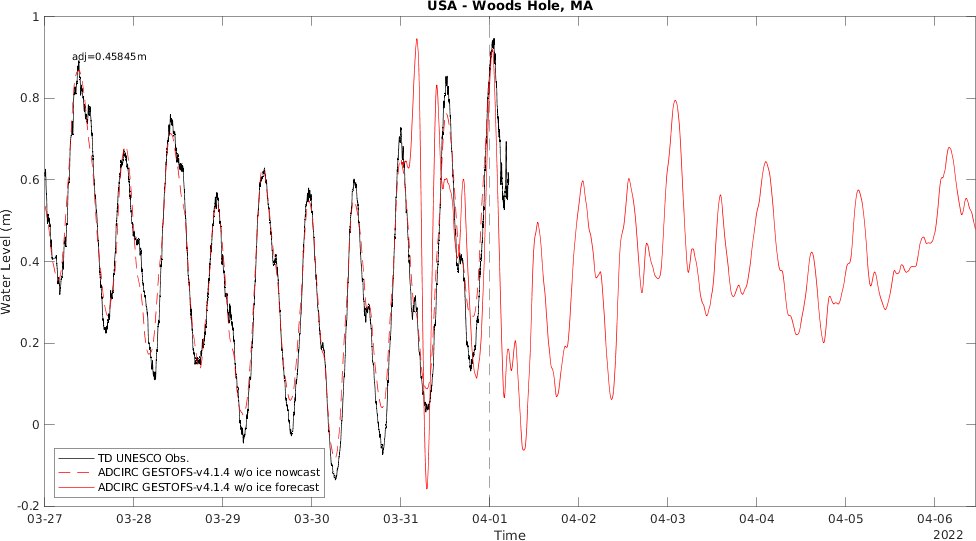 USA - Woods Hole, MA
adj=0.45845m
Water Level (m)
1
0.8
0.6
0.4
0.2
0
-0.2
TD UNESCO Obs.
ADCIRC GESTOFS-v4.1.4 w/o ice nowcast
ADCIRC GESTOFS-v4.1.4 w/o ice forecast
03-27 03-28 03-29 03-30 03-31 04-01 04-02 04-03 04-04 04-05 04-06
Time
2022